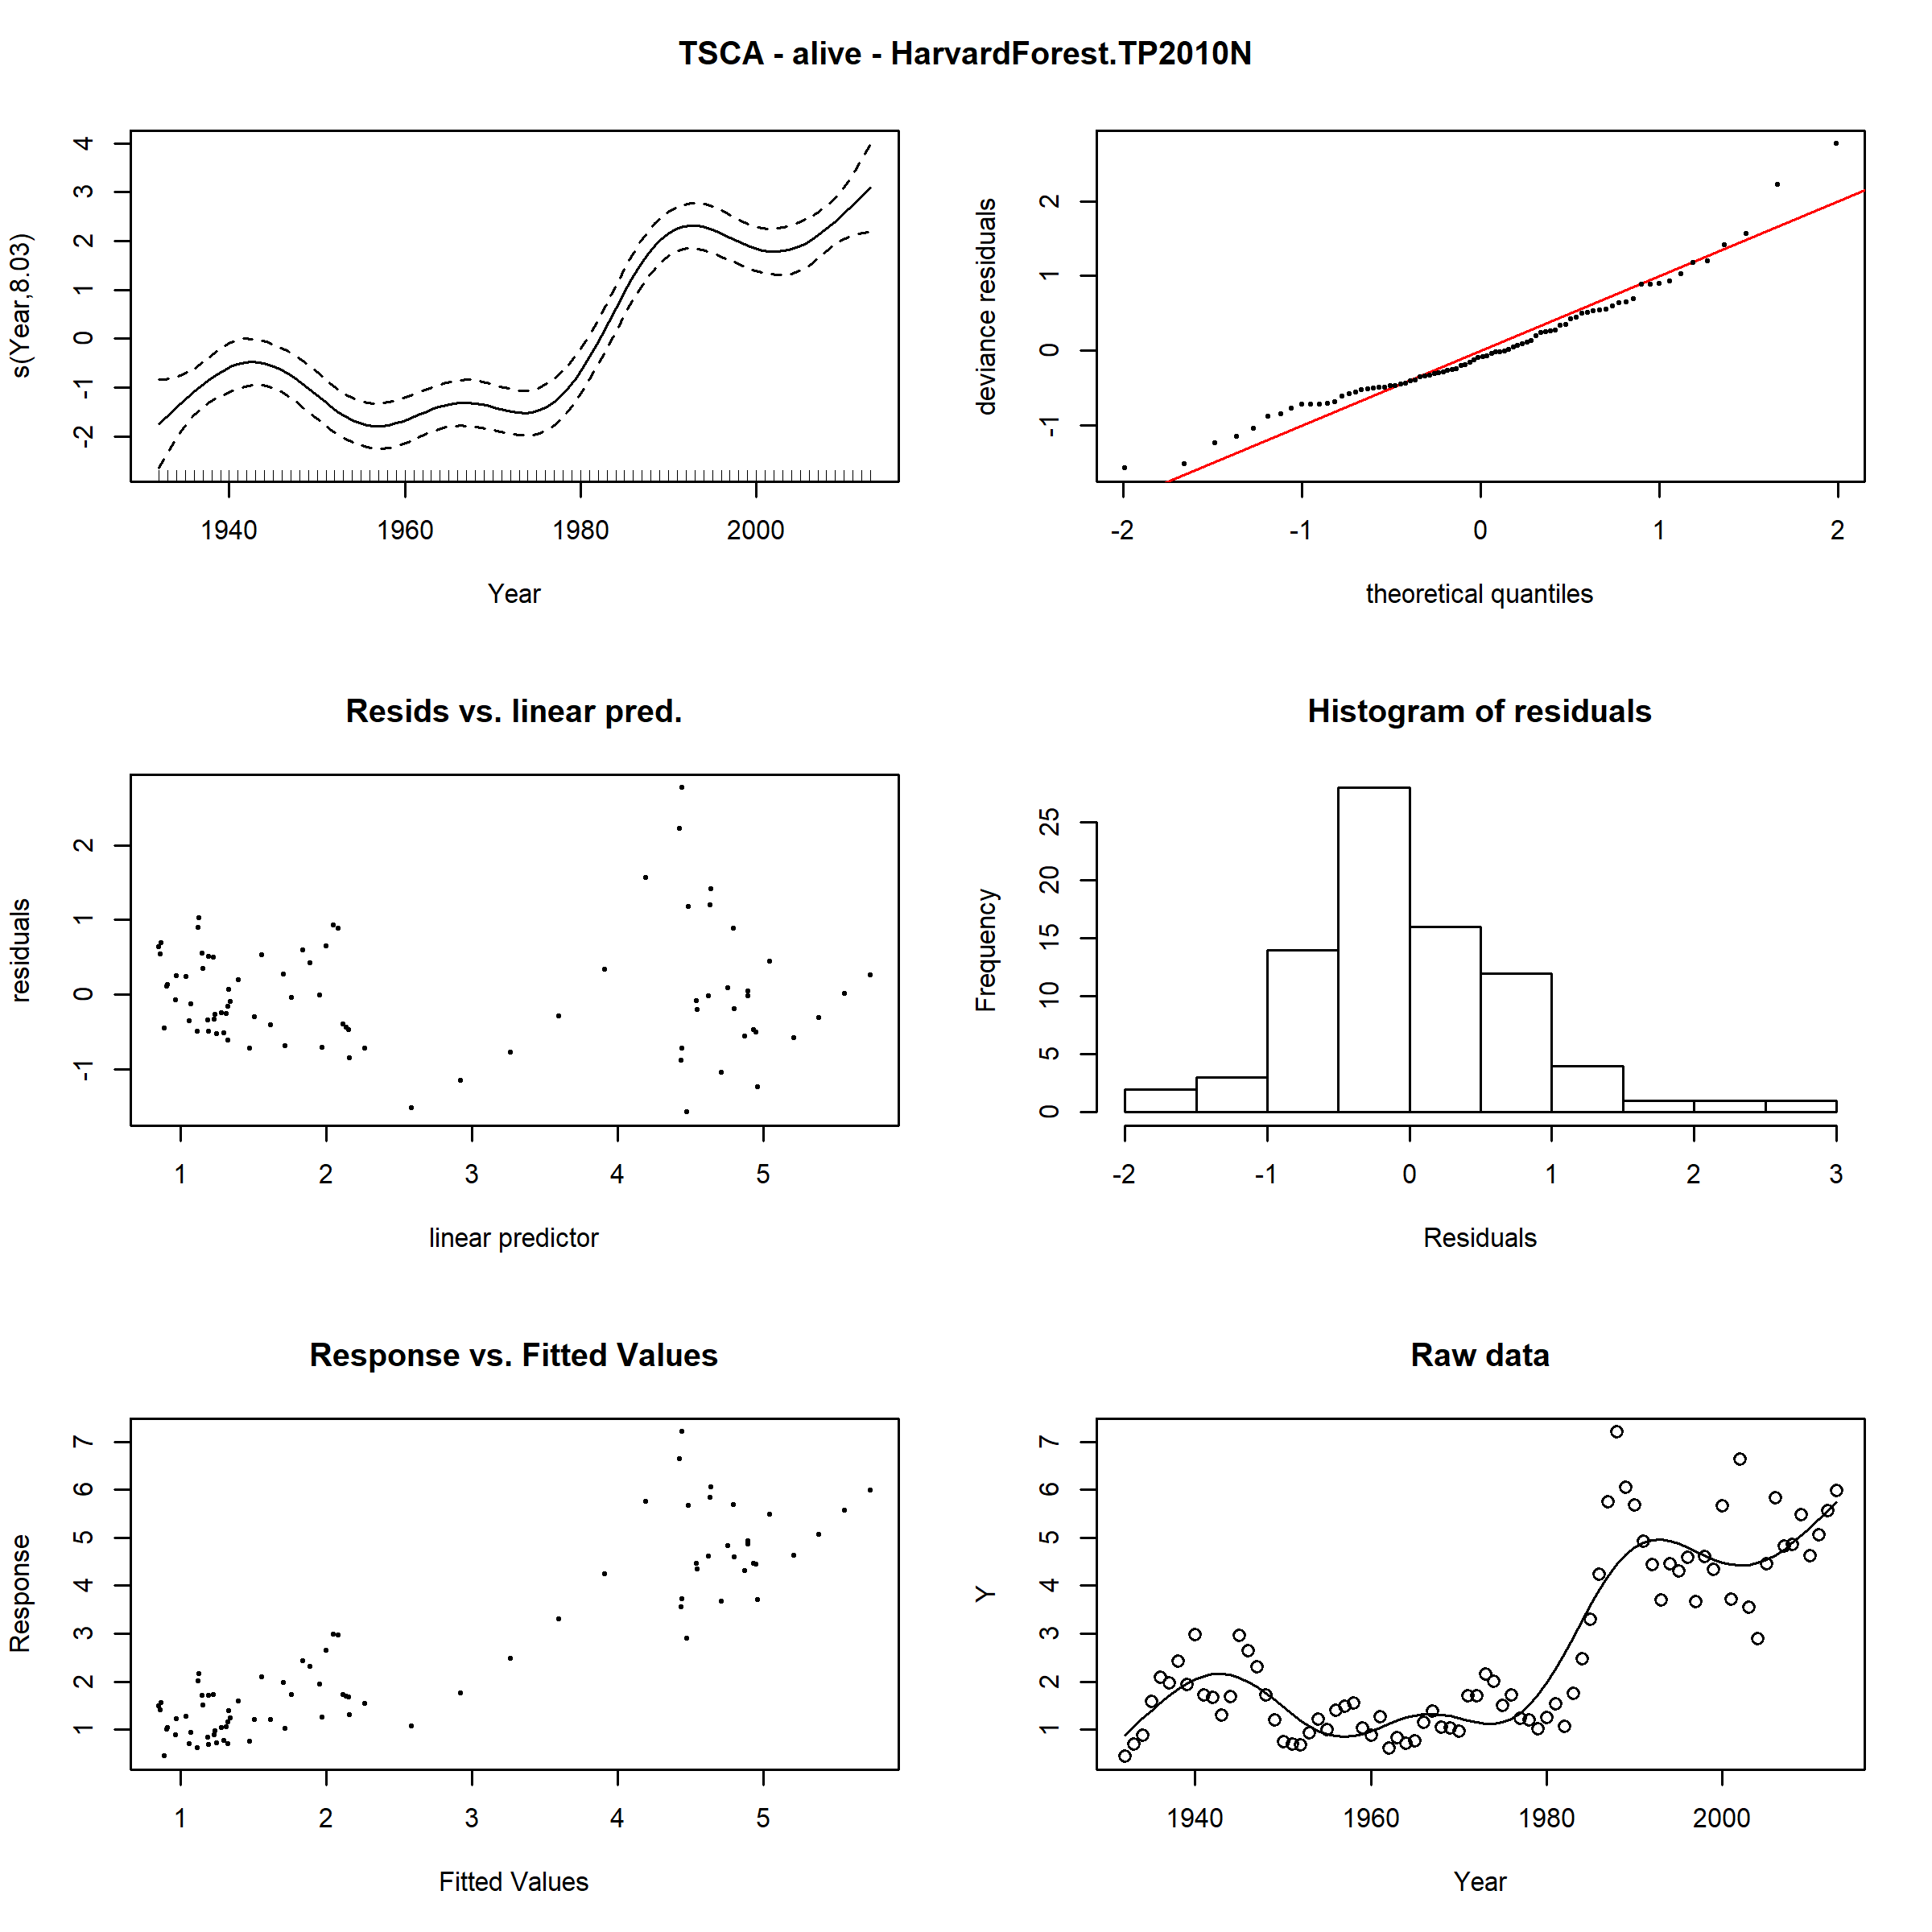 TSCA - alive - HarvardForest.TP2010N
s(Year,8.03)
4
3
2
1
0
-1
-2
1940 1960 1980 2000
Year
deviance residuals
2
1
0
-1
-2 -1 0 1 2
theoretical quantiles
Resids vs. linear pred.
residuals
2
1
0
-1
1 2 3 4 5
linear predictor
Histogram of residuals
Frequency
25
20
15
10
5
0
-2 -1 0 1 2 3
Residuals
Response vs. Fitted Values
Response
7
6
5
4
3
2
1
1 2 3 4 5
Fitted Values
Raw data
Y
7
6
5
4
3
2
1
1940 1960 1980 2000
Year